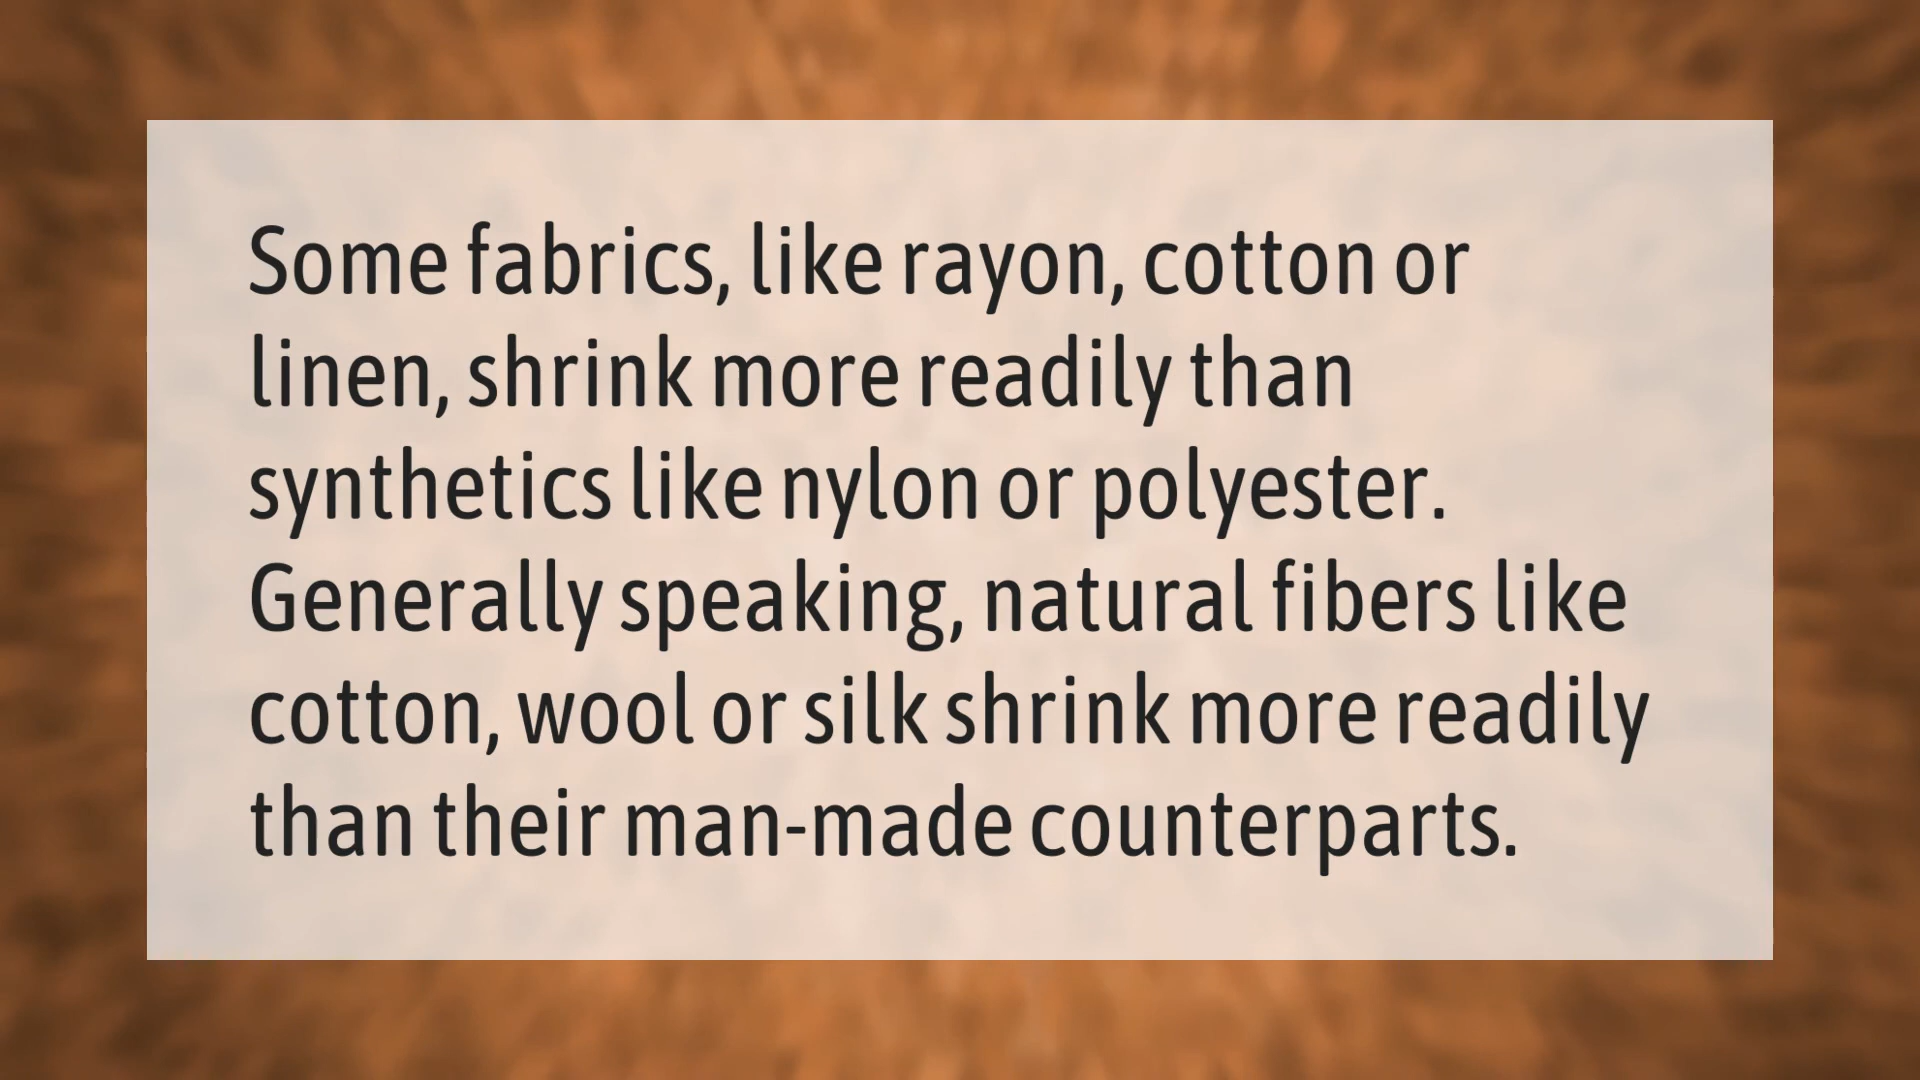 Some fabrics, like rayon, cotton or
linen, shrink more readily than
synthetics like nylon or polyester.
Generally speaking, natural fibers like
cotton, wool or silk shrink more readily
than their man-made counterparts.